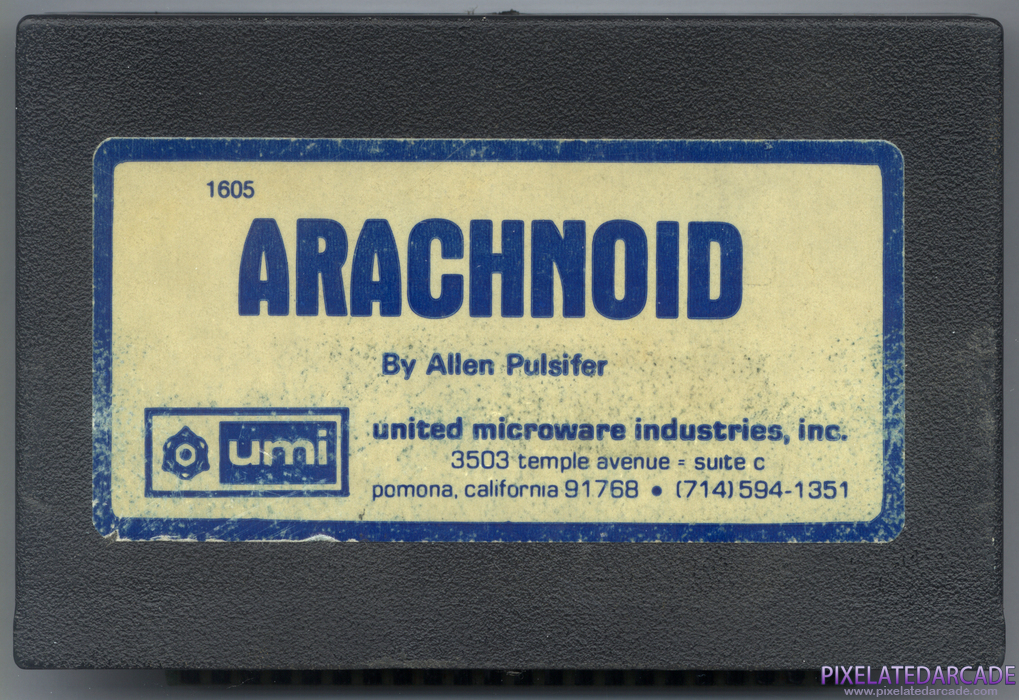 1605
ARACHNOID
By Allen Pulsifer
umi
united microware industries, inc.
3503 temple avenue = suite c
pomona, california 91768 • (714) 594-1351
PIXELATEDARCADE
www.pixelatedarcade.com